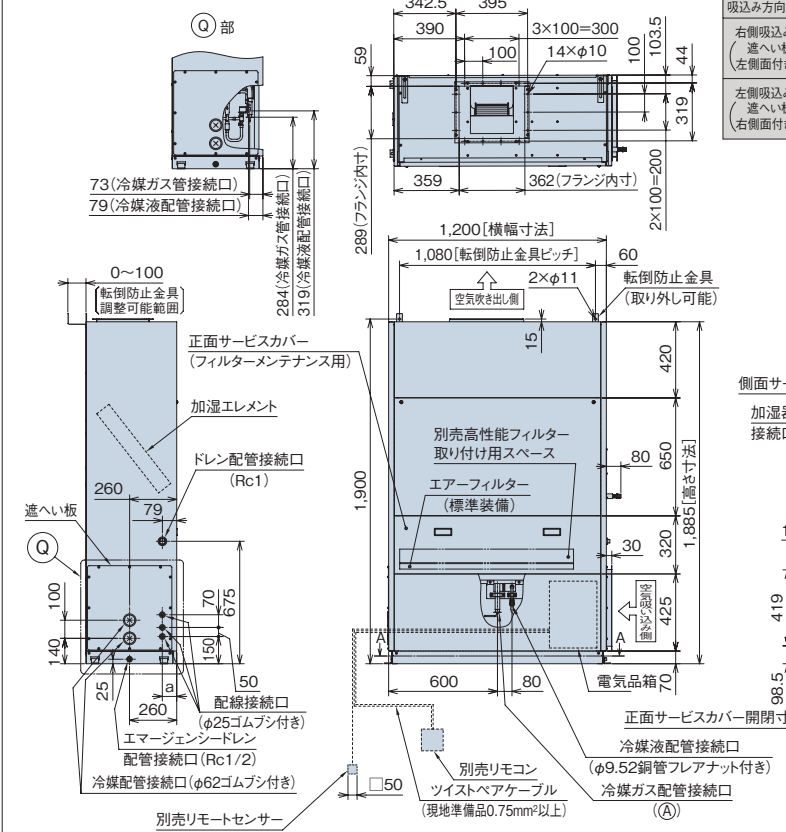 Ⓠ 部
73(冷媒ガス管接続口)
79(冷媒液配管接続口)
284(冷媒ガス管接続口)
319(冷媒液配管接続口)
342.5
395
390
3×100=300
100
14×φ10
59
100
103.5
44
319
289(フランジ内寸)
359
362(フランジ内寸)
2×100=200
吸込み方向
右側吸込み
遮へい板
左側面付き
左側吸込み
遮へい板
右側面付き
1,200[横幅寸法]
1,080[転倒防止金具ピッチ]
60
空気吹き出し側
2×φ11
転倒防止金具
(取り外し可能)
0～100
転倒防止金具
調整可能範囲
正面サービスカバー
(フィルターメンテナンス用)
15
420
加湿エレメント
別売高性能フィルター
取り付け用スペース
エアーフィルター
(標準装備)
ドレン配管接続口
(Rc1)
260
79
遮へい板
Ⓠ
1,900
650
80
1,885[高さ寸法]
320
30
空気吸い込み側
425
70
100
140
70
675
150
50
25
a
260
配線接続口
(φ25ゴムブシ付き)
エマージェンシードレン
配管接続口(Rc1/2)
冷媒配管接続口(φ62ゴムブシ付き)
A
A
600
80
電気品箱
冷媒液配管接続口
(φ9.52銅管フレアナット付き)
冷媒ガス配管接続口
(Ⓐ)
□50
別売リモコン
ツイストペアケーブル
(現地準備品0.75mm²以上)
別売リモートセンサー
加湿器
接続口
419
98.5
正面サービスカバー開閉寸